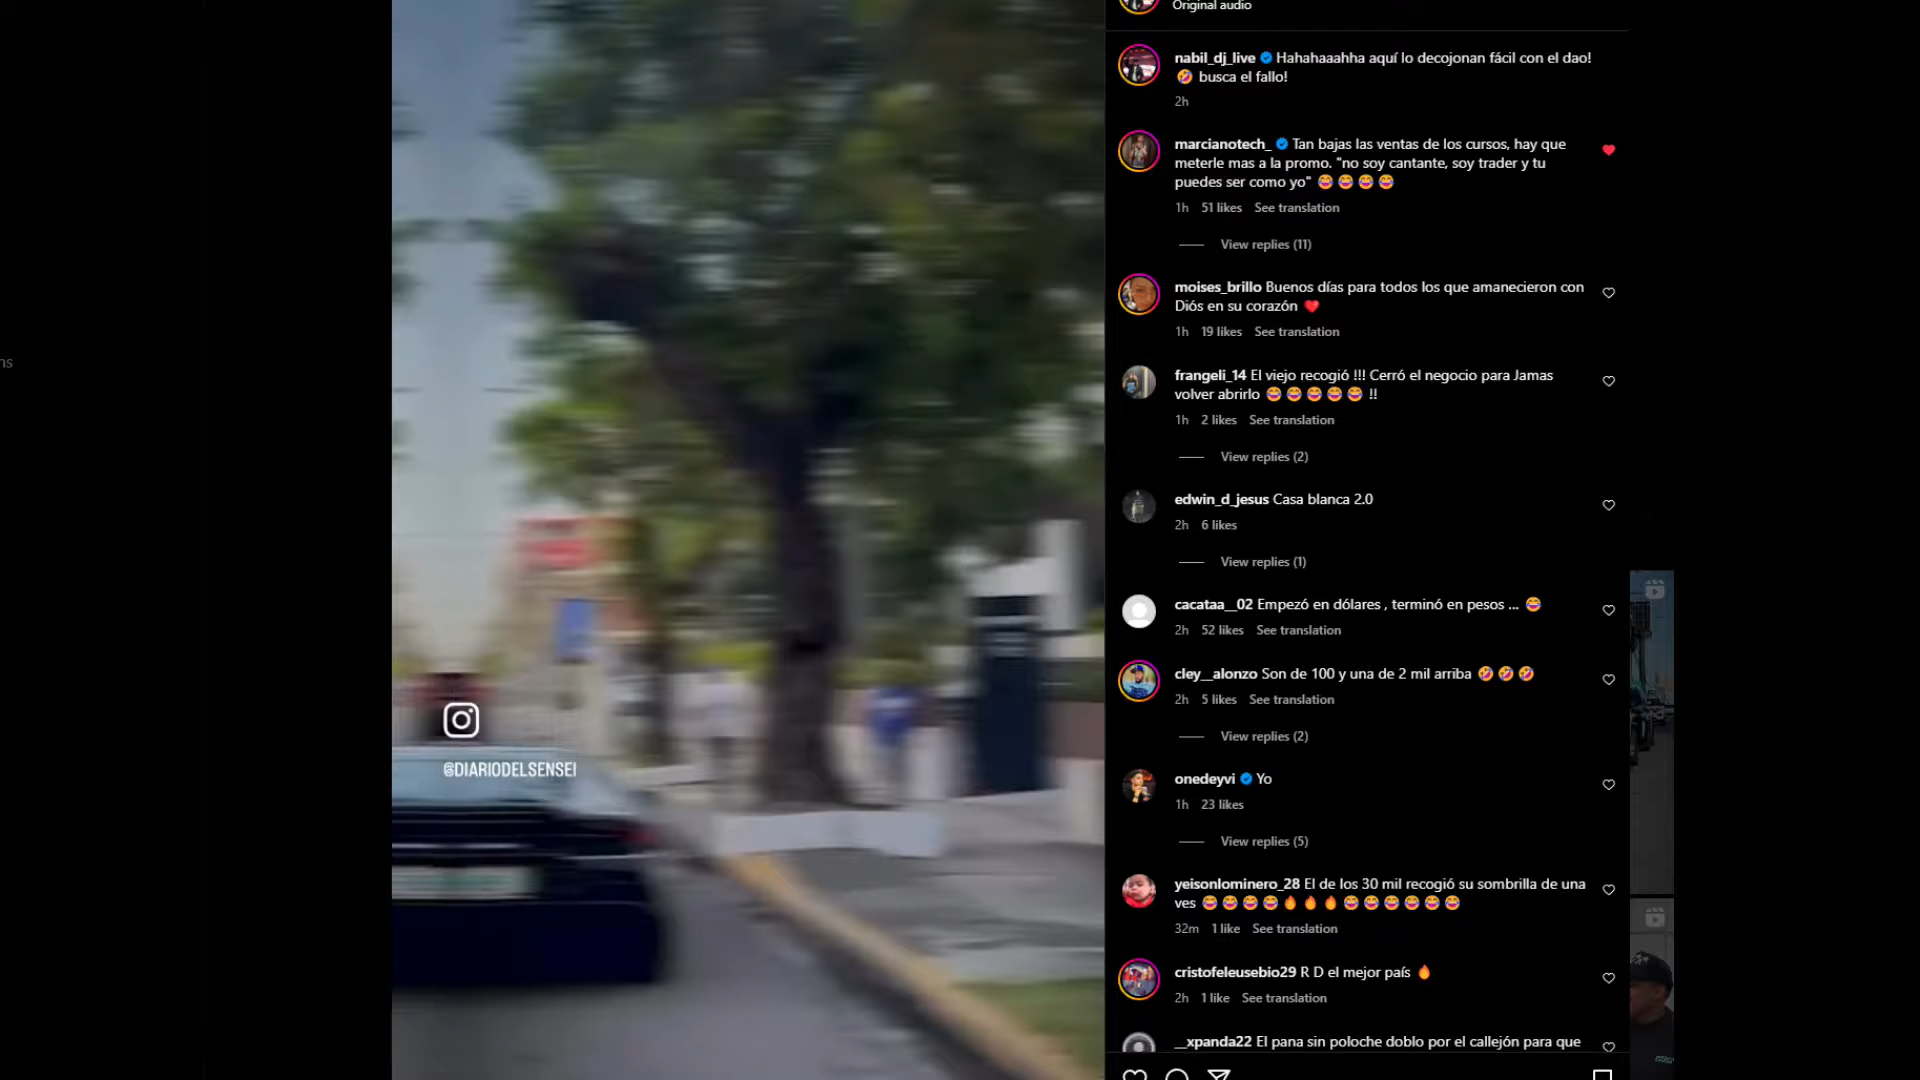 Original audio
nabil_dj_live Hahahaaahha aquí lo decojonan fácil con el dao!
🤣 busca el fallo!
2h
marcianotech_ Tan bajas las ventas de los cursos, hay que
meterle mas a la promo. "no soy cantante, soy trader y tu
puedes ser como yo" 😂😂😂😂
1h 51 likes See translation
View replies (11)
moises_brillo Buenos días para todos los que amanecieron con
Diós en su corazón ❤️
1h 19 likes See translation
frangeli_14 El viejo recogió !!! Cerró el negocio para Jamas
volver abrirlo 😂😂😂😂😂 !!
1h 2 likes See translation
View replies (2)
edwin_d_jesus Casa blanca 2.0
2h 6 likes
View replies (1)
cacataa__02 Empezó en dólares , terminó en pesos ... 😂
2h 52 likes See translation
cley__alonzo Son de 100 y una de 2 mil arriba 🤣🤣🤣
2h 5 likes See translation
View replies (2)
onedeyvi Yo
1h 23 likes
View replies (5)
yeisonlominero_28 El de los 30 mil recogió su sombrilla de una
ves 😂😂😂😂🔥🔥🔥😂😂😂😂😂😂
32m 1 like See translation
cristofeleusebio29 R D el mejor país 🔥
2h 1 like See translation
__xpanda22 El pana sin poloche doblo por el callejón para que
@DIARIODELSENSEI
ns